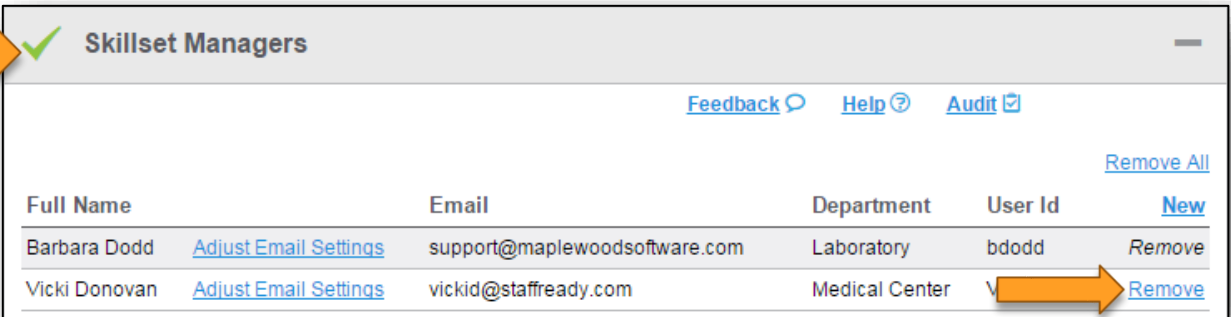 Skillset Managers
Feedback Help Audit
Remove All
Full Name Email Department User Id New
Barbara Dodd Adjust Email Settings support@maplewoodsoftware.com Laboratory bdodd Remove
Vicki Donovan Adjust Email Settings vickid@staffready.com Medical Center Remove